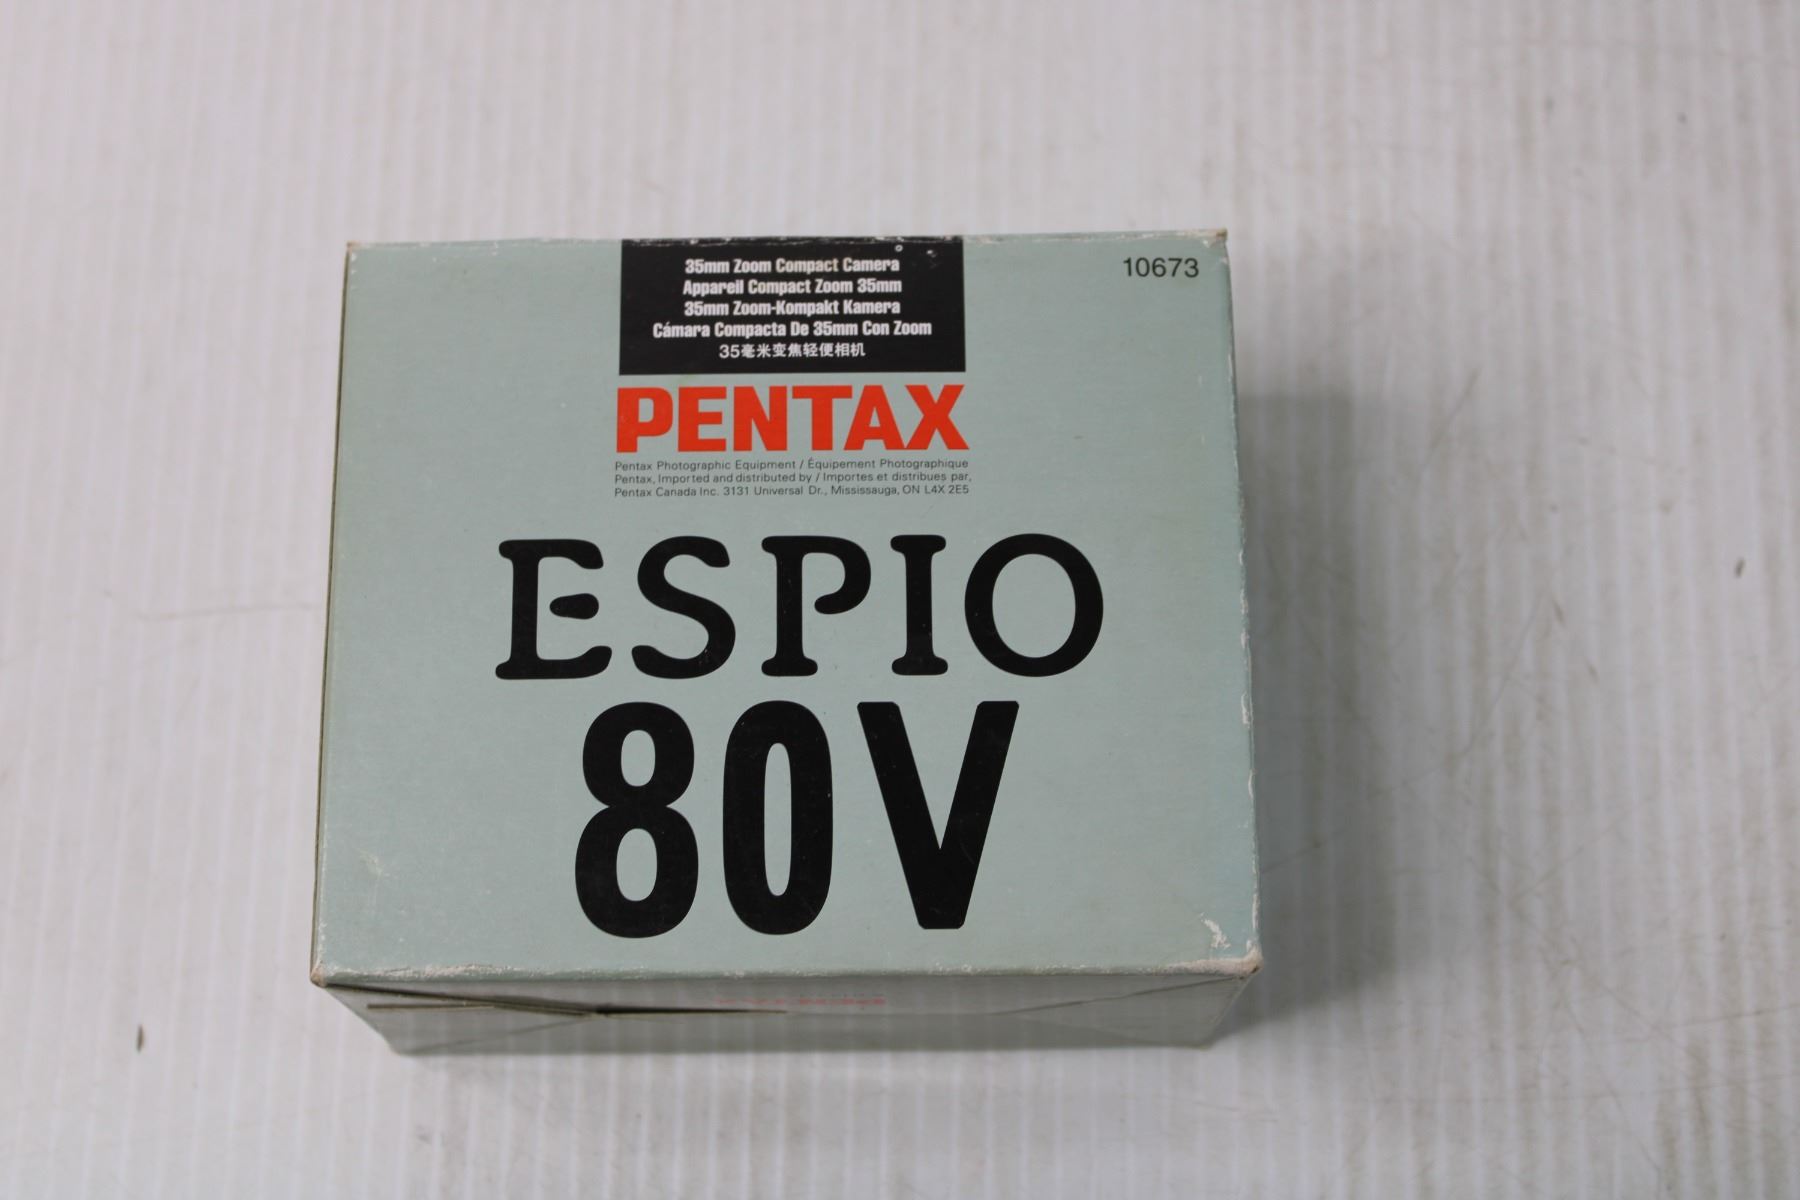 35mm Zoom Compact Camera
Appareil Compact Zoom 35mm
35mm Zoom-Kompakt Kamera
Cámara Compacta De 35mm Con Zoom
35毫米变焦轻便相机
10673
PENTAX
Pentax Photographic Equipment / Équipement Photographique
Pentax, Imported and distributed by / Importes et distribues par,
Pentax Canada Inc. 3131 Universal Dr., Mississauga, ON L4X 2E5
ESPIO
80V